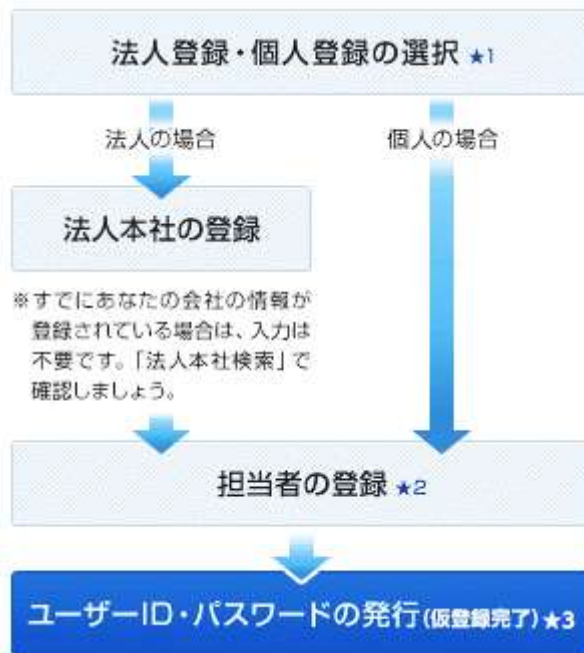 法人登録・個人登録の選択 ★1
法人の場合
個人の場合
法人本社の登録
※すでにあなたの会社の情報が
登録されている場合は、入力は
不要です。「法人本社検索」で
確認しましょう。
担当者の登録 ★2
ユーザーID・パスワードの発行(仮登録完了)★3